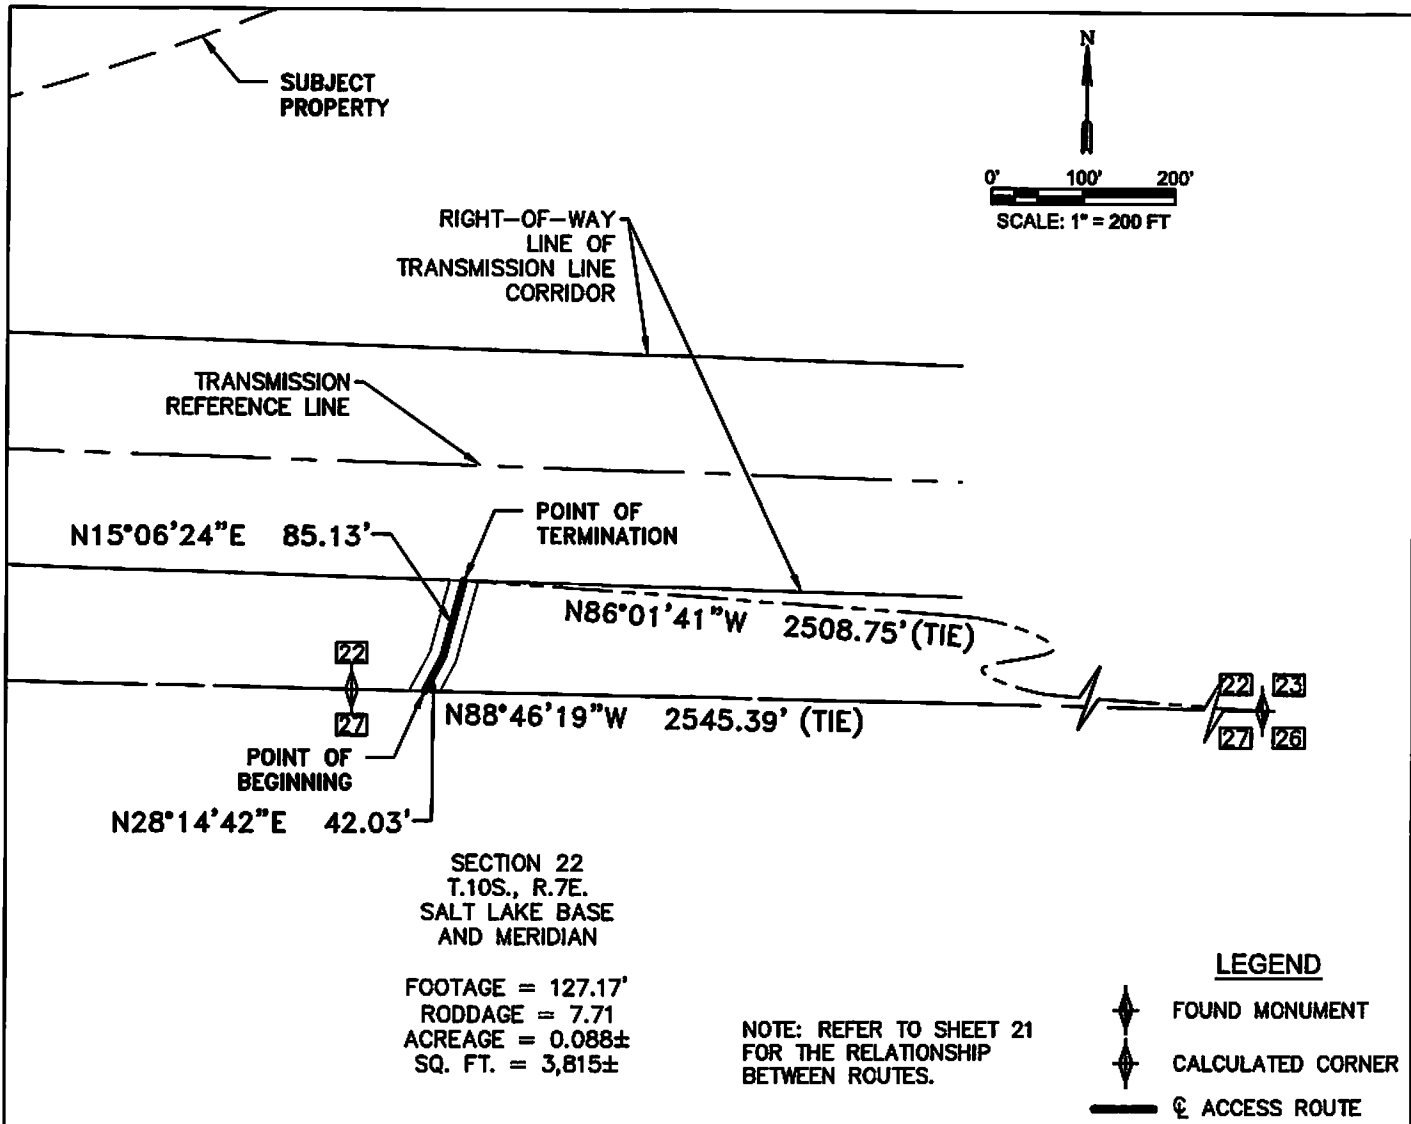 N
SUBJECT
PROPERTY
0' 100' 200'
SCALE: 1" = 200 FT
RIGHT-OF-WAY
LINE OF
TRANSMISSION LINE
CORRIDOR
TRANSMISSION
REFERENCE LINE
POINT OF
TERMINATION
N15°06'24"E 85.13'
N86°01'41"W 2508.75' (TIE)
22
27
22 23
27 26
N88°46'19"W 2545.39' (TIE)
POINT OF
BEGINNING
N28°14'42"E 42.03'
SECTION 22
T.10S., R.7E.
SALT LAKE BASE
AND MERIDIAN
FOOTAGE = 127.17'
RODDAGE = 7.71
ACREAGE = 0.088±
SQ. FT. = 3,815±
NOTE: REFER TO SHEET 21
FOR THE RELATIONSHIP
BETWEEN ROUTES.
LEGEND
FOUND MONUMENT
CALCULATED CORNER
℄ ACCESS ROUTE